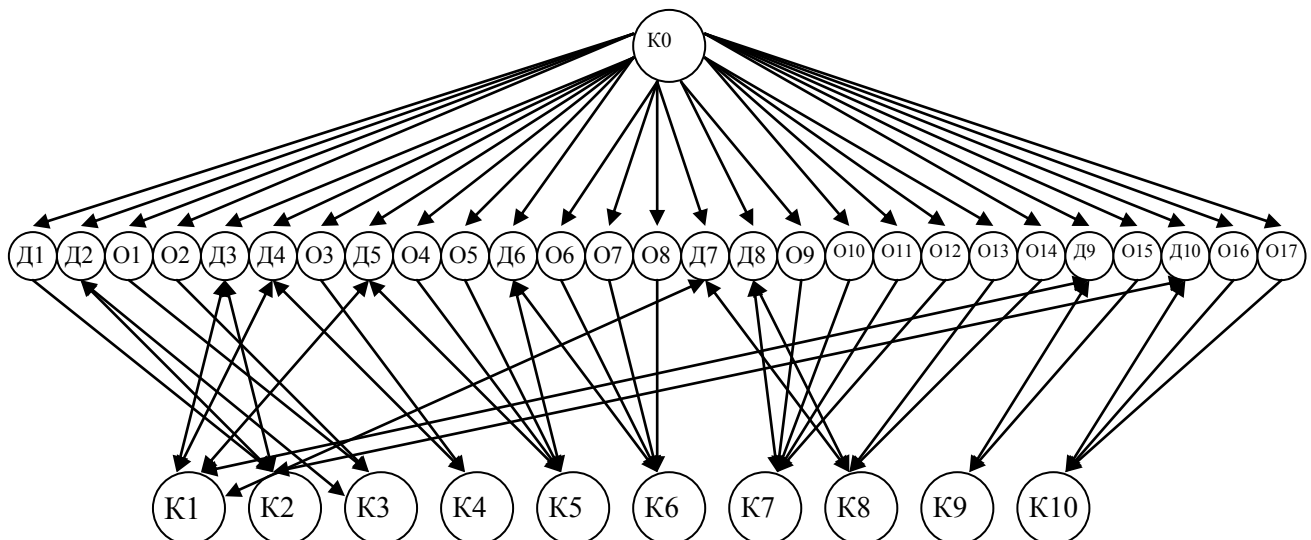 К0
Д1 Д2 О1 О2 Д3 Д4 О3 Д5 О4 О5 Д6 О6 О7 О8 Д7 Д8 О9 О10 О11 О12 О13 О14 Д9 О15 Д10 О16 О17
К1 К2 К3 К4 К5 К6 К7 К8 К9 К10